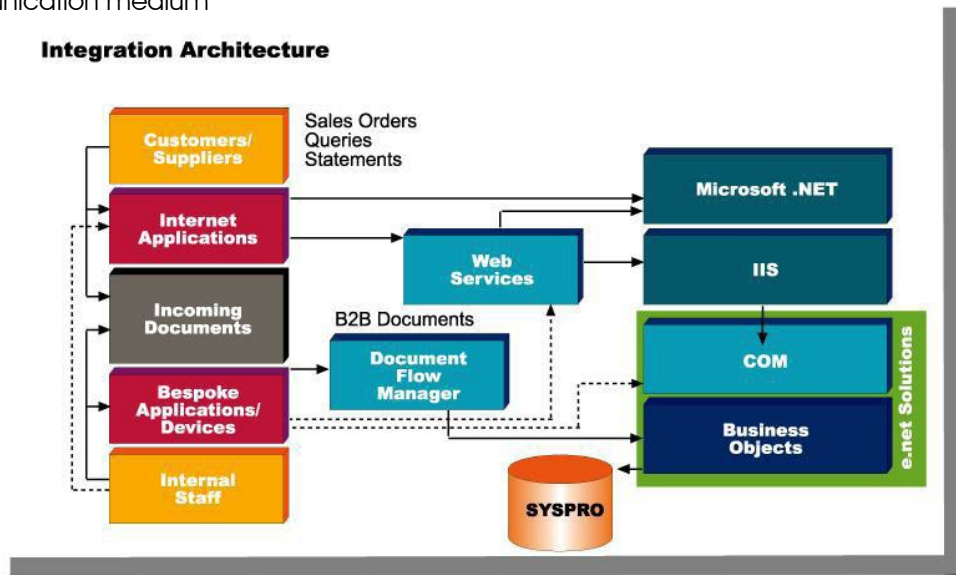 Integration Architecture
Customers/
Suppliers
Sales Orders
Queries
Statements
Internet
Applications
Microsoft .NET
Web
Services
IIS
Incoming
Documents
B2B Documents
Document
Flow
Manager
COM
Bespoke
Applications/
Devices
Business
Objects
e.net Solutions
Internal
Staff
SYSPRO